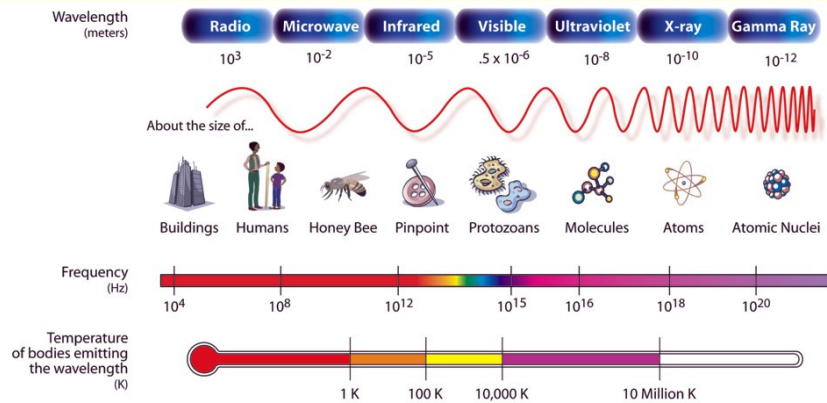 Wavelength
(meters)
Radio Microwave Infrared Visible Ultraviolet X-ray Gamma Ray
10³ 10⁻² 10⁻⁵ .5 x 10⁻⁶ 10⁻⁸ 10⁻¹⁰ 10⁻¹²
About the size of...
Buildings Humans Honey Bee Pinpoint Protozoans Molecules Atoms Atomic Nuclei
Frequency
(Hz)
10⁴ 10⁸ 10¹² 10¹⁵ 10¹⁶ 10¹⁸ 10²⁰
Temperature
of bodies emitting
the wavelength
(K)
1 K 100 K 10,000 K 10 Million K